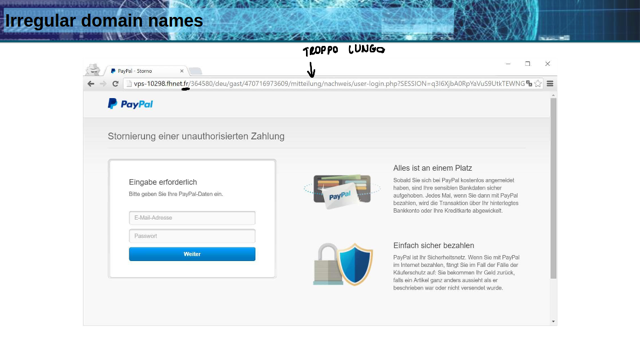 Irregular domain names
TROPPO LUNGO
PayPal - Storno
vps-10298.fhnet.fr/364580/deu/gast/470716973609/mitteilung/nachweis/user-login.php?SESSION=q3I6XjbA0RpYaVuS9UtkTEWNG
PayPal
Stornierung einer unauthorisierten Zahlung
Eingabe erforderlich
Bitte geben Sie Ihre PayPal-Daten ein.
E-Mail-Adresse
Passwort
Weiter
PayPal
Alles ist an einem Platz
Sobald Sie sich bei PayPal kostenlos angemeldet
haben, sind Ihre sensiblen Bankdaten sicher
aufgehoben. Jedes Mal, wenn Sie dann mit PayPal
bezahlen, wird die Transaktion über Ihr hinterlegtes
Bankkonto oder Ihre Kreditkarte abgewickelt.
Einfach sicher bezahlen
PayPal ist Ihr Sicherheitsnetz. Wenn Sie mit PayPal
im Internet bezahlen, fängt Sie im Fall der Fälle der
Käuferschutz auf: Sie bekommen Ihr Geld zurück,
falls ein Artikel ganz anders aussieht als er
beschrieben war oder nicht versendet wurde.